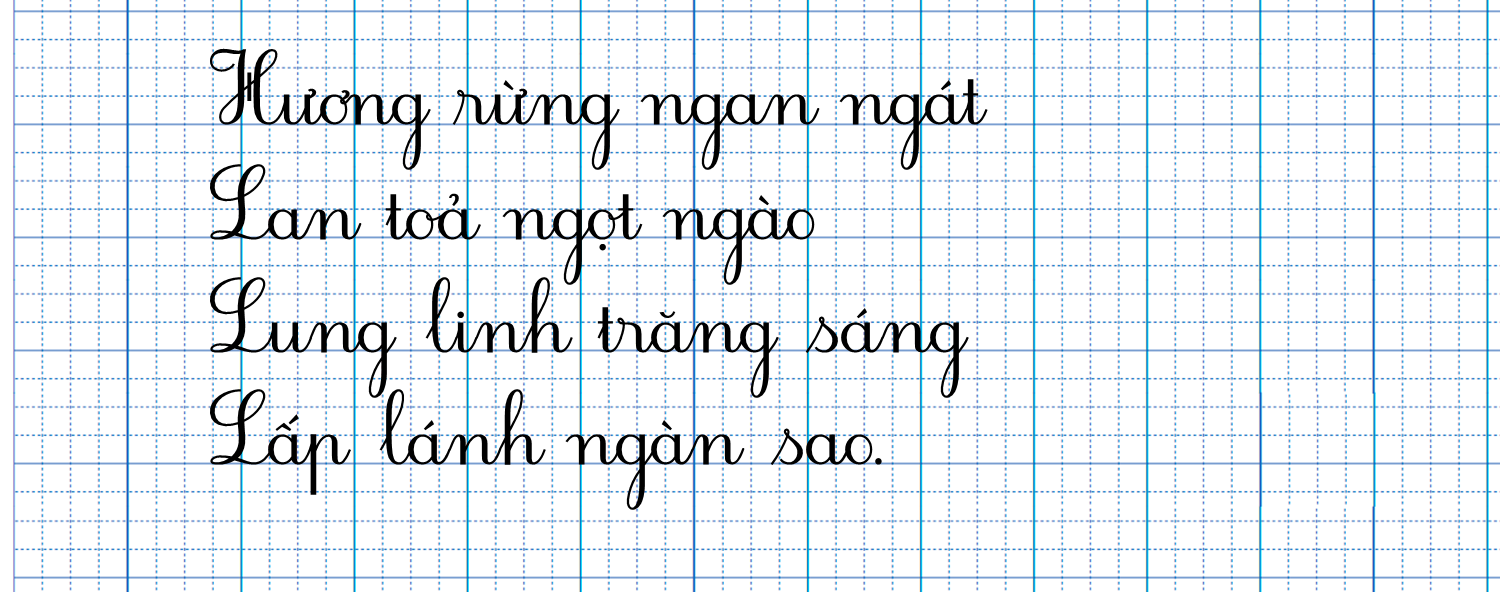 Hương rừng ngan ngát
Lan toả ngọt ngào
Lung linh trăng sáng
Lấp lánh ngàn sao.